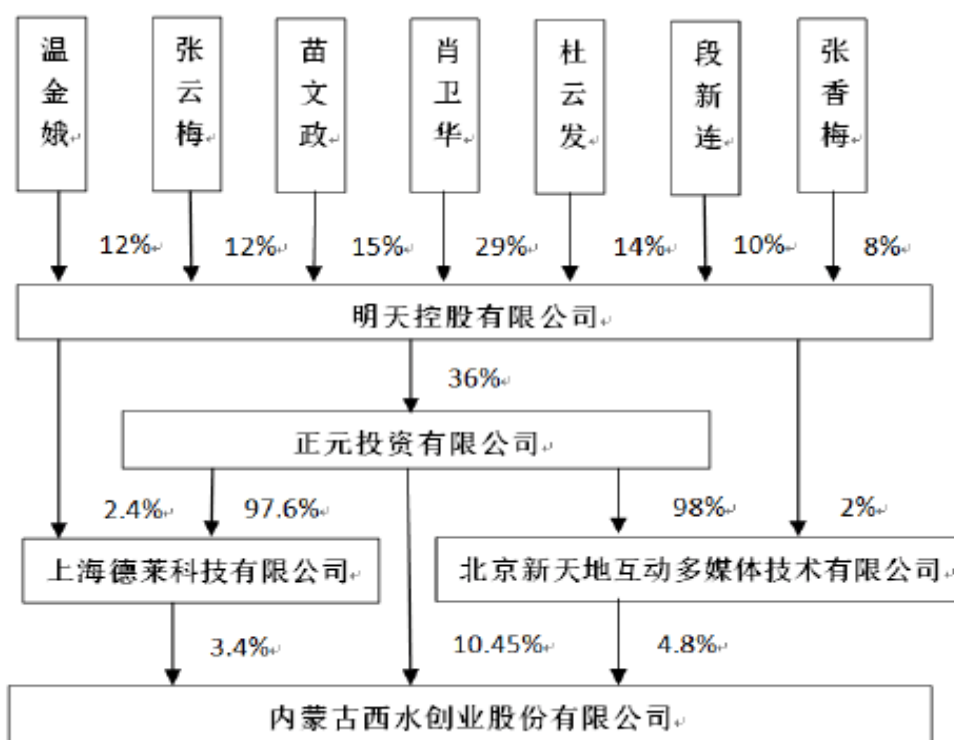 温金娥
张云梅
苗文政
肖卫华
杜云发
段新连
张香梅
12%
12%
15%
29%
14%
10%
8%
明天控股有限公司
36%
正元投资有限公司
2.4%
97.6%
98%
2%
上海德莱科技有限公司
北京新天地互动多媒体技术有限公司
3.4%
10.45%
4.8%
内蒙古西水创业股份有限公司